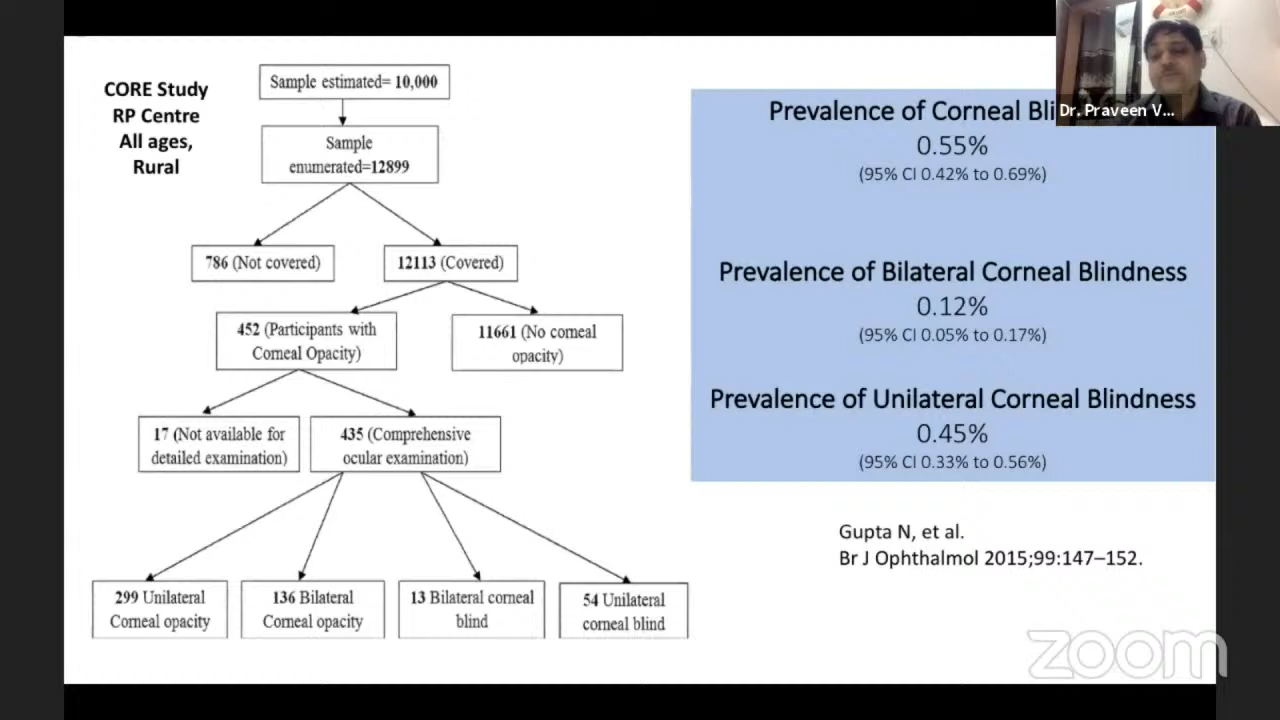 CORE Study
RP Centre
All ages,
Rural
Sample estimated= 10,000
Sample
enumerated=12899
786 (Not covered)
12113 (Covered)
452 (Participants with
Corneal Opacity)
11661 (No corneal
opacity)
17 (Not available for
detailed examination)
435 (Comprehensive
ocular examination)
299 Unilateral
Corneal opacity
136 Bilateral
Corneal opacity
13 Bilateral corneal
blind
54 Unilateral
corneal blind
Prevalence of Corneal Bli
0.55%
(95% CI 0.42% to 0.69%)
Prevalence of Bilateral Corneal Blindness
0.12%
(95% CI 0.05% to 0.17%)
Prevalence of Unilateral Corneal Blindness
0.45%
(95% CI 0.33% to 0.56%)
Gupta N, et al.
Br J Ophthalmol 2015;99:147–152.
Dr. Praveen V...
zoom